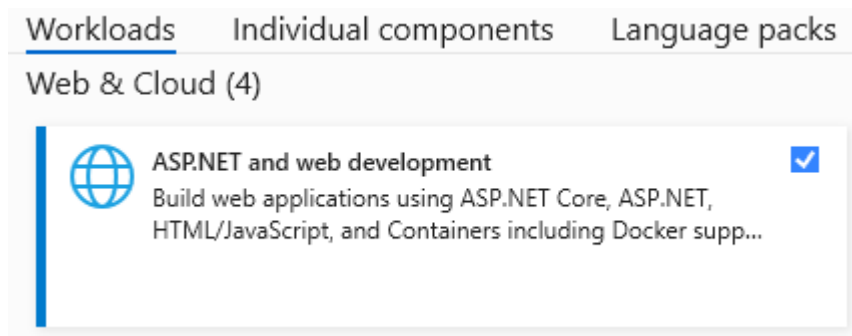 Workloads Individual components Language packs
Web & Cloud (4)
ASP.NET and web development
Build web applications using ASP.NET Core, ASP.NET,
HTML/JavaScript, and Containers including Docker supp...